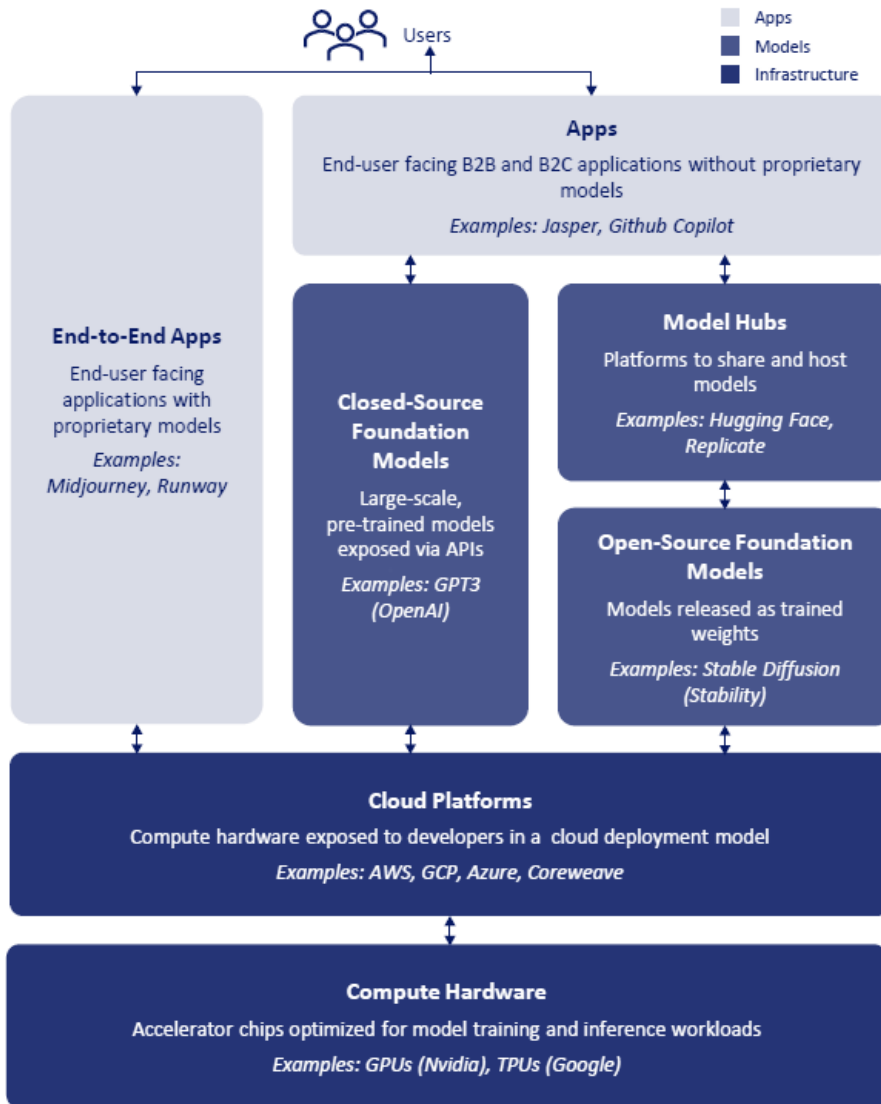 Users
Apps
Models
Infrastructure
Apps
End-user facing B2B and B2C applications without proprietary
models
Examples: Jasper, Github Copilot
End-to-End Apps
End-user facing
applications with
proprietary models
Examples:
Midjourney, Runway
Closed-Source
Foundation
Models
Large-scale,
pre-trained models
exposed via APIs
Examples: GPT3
(OpenAI)
Model Hubs
Platforms to share and host
models
Examples: Hugging Face,
Replicate
Open-Source Foundation
Models
Models released as trained
weights
Examples: Stable Diffusion
(Stability)
Cloud Platforms
Compute hardware exposed to developers in a cloud deployment model
Examples: AWS, GCP, Azure, Coreweave
Compute Hardware
Accelerator chips optimized for model training and inference workloads
Examples: GPUs (Nvidia), TPUs (Google)